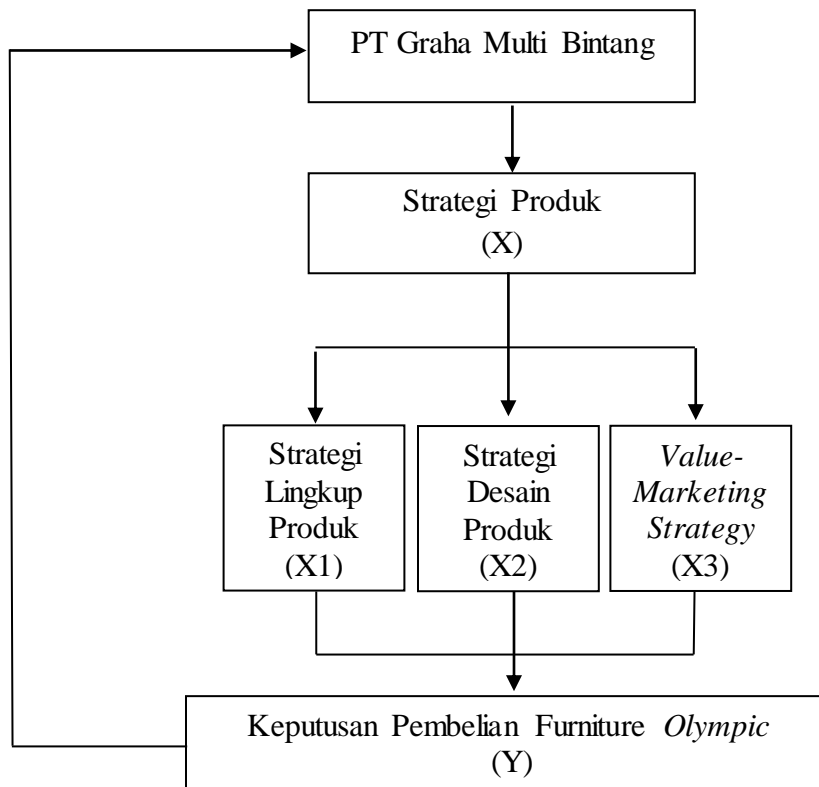 PT Graha Multi Bintang
Strategi Produk
(X)
Strategi
Lingkup
Produk
(X1)
Strategi
Desain
Produk
(X2)
Value-
Marketing
Strategy
(X3)
Keputusan Pembelian Furniture Olympic
(Y)